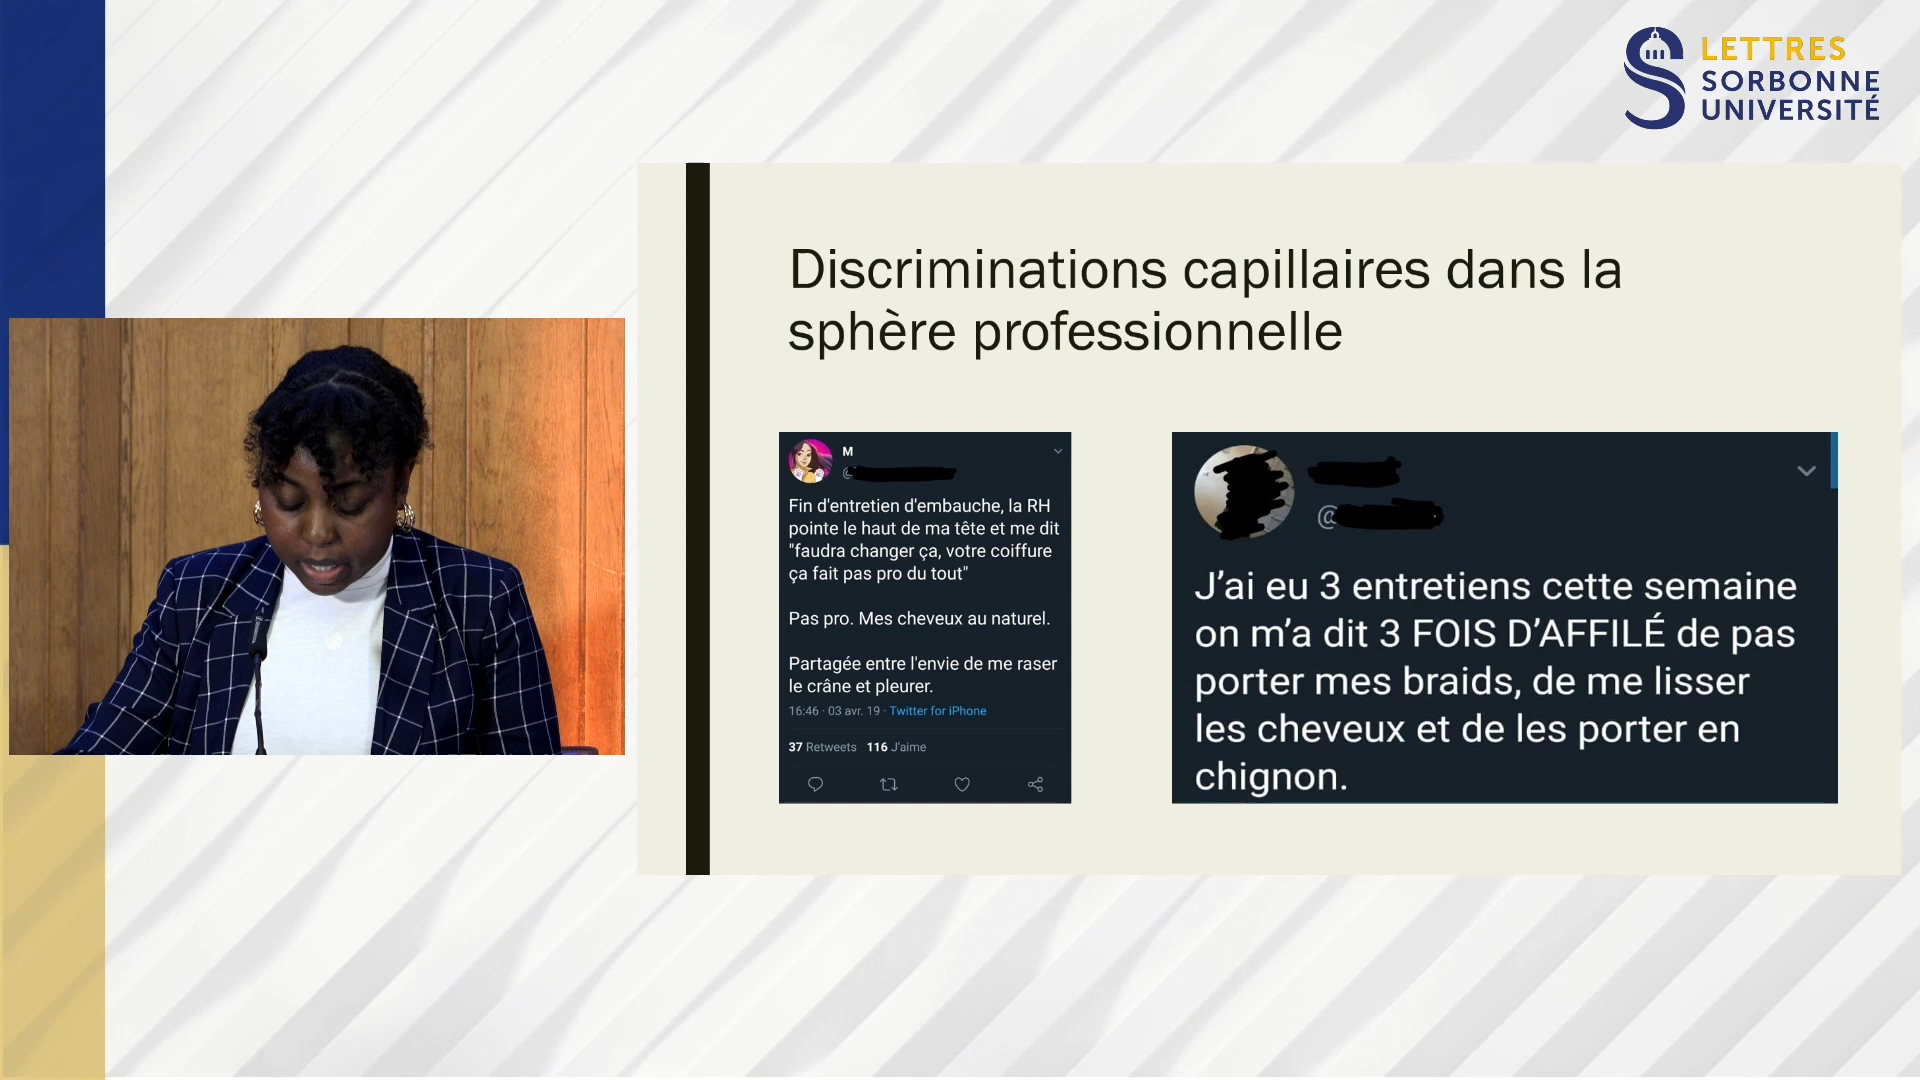 LETTRES
SORBONNE
UNIVERSITÉ
Discriminations capillaires dans la
sphère professionnelle
M
@
Fin d'entretien d'embauche, la RH
pointe le haut de ma tête et me dit
"faudra changer ça, votre coiffure
ça fait pas pro du tout"
Pas pro. Mes cheveux au naturel.
Partagée entre l'envie de me raser
le crâne et pleurer.
16:46 · 03 avr. 19 · Twitter for iPhone
37 Retweets 116 J'aime
@
J’ai eu 3 entretiens cette semaine
on m’a dit 3 FOIS D’AFFILÉ de pas
porter mes braids, de me lisser
les cheveux et de les porter en
chignon.